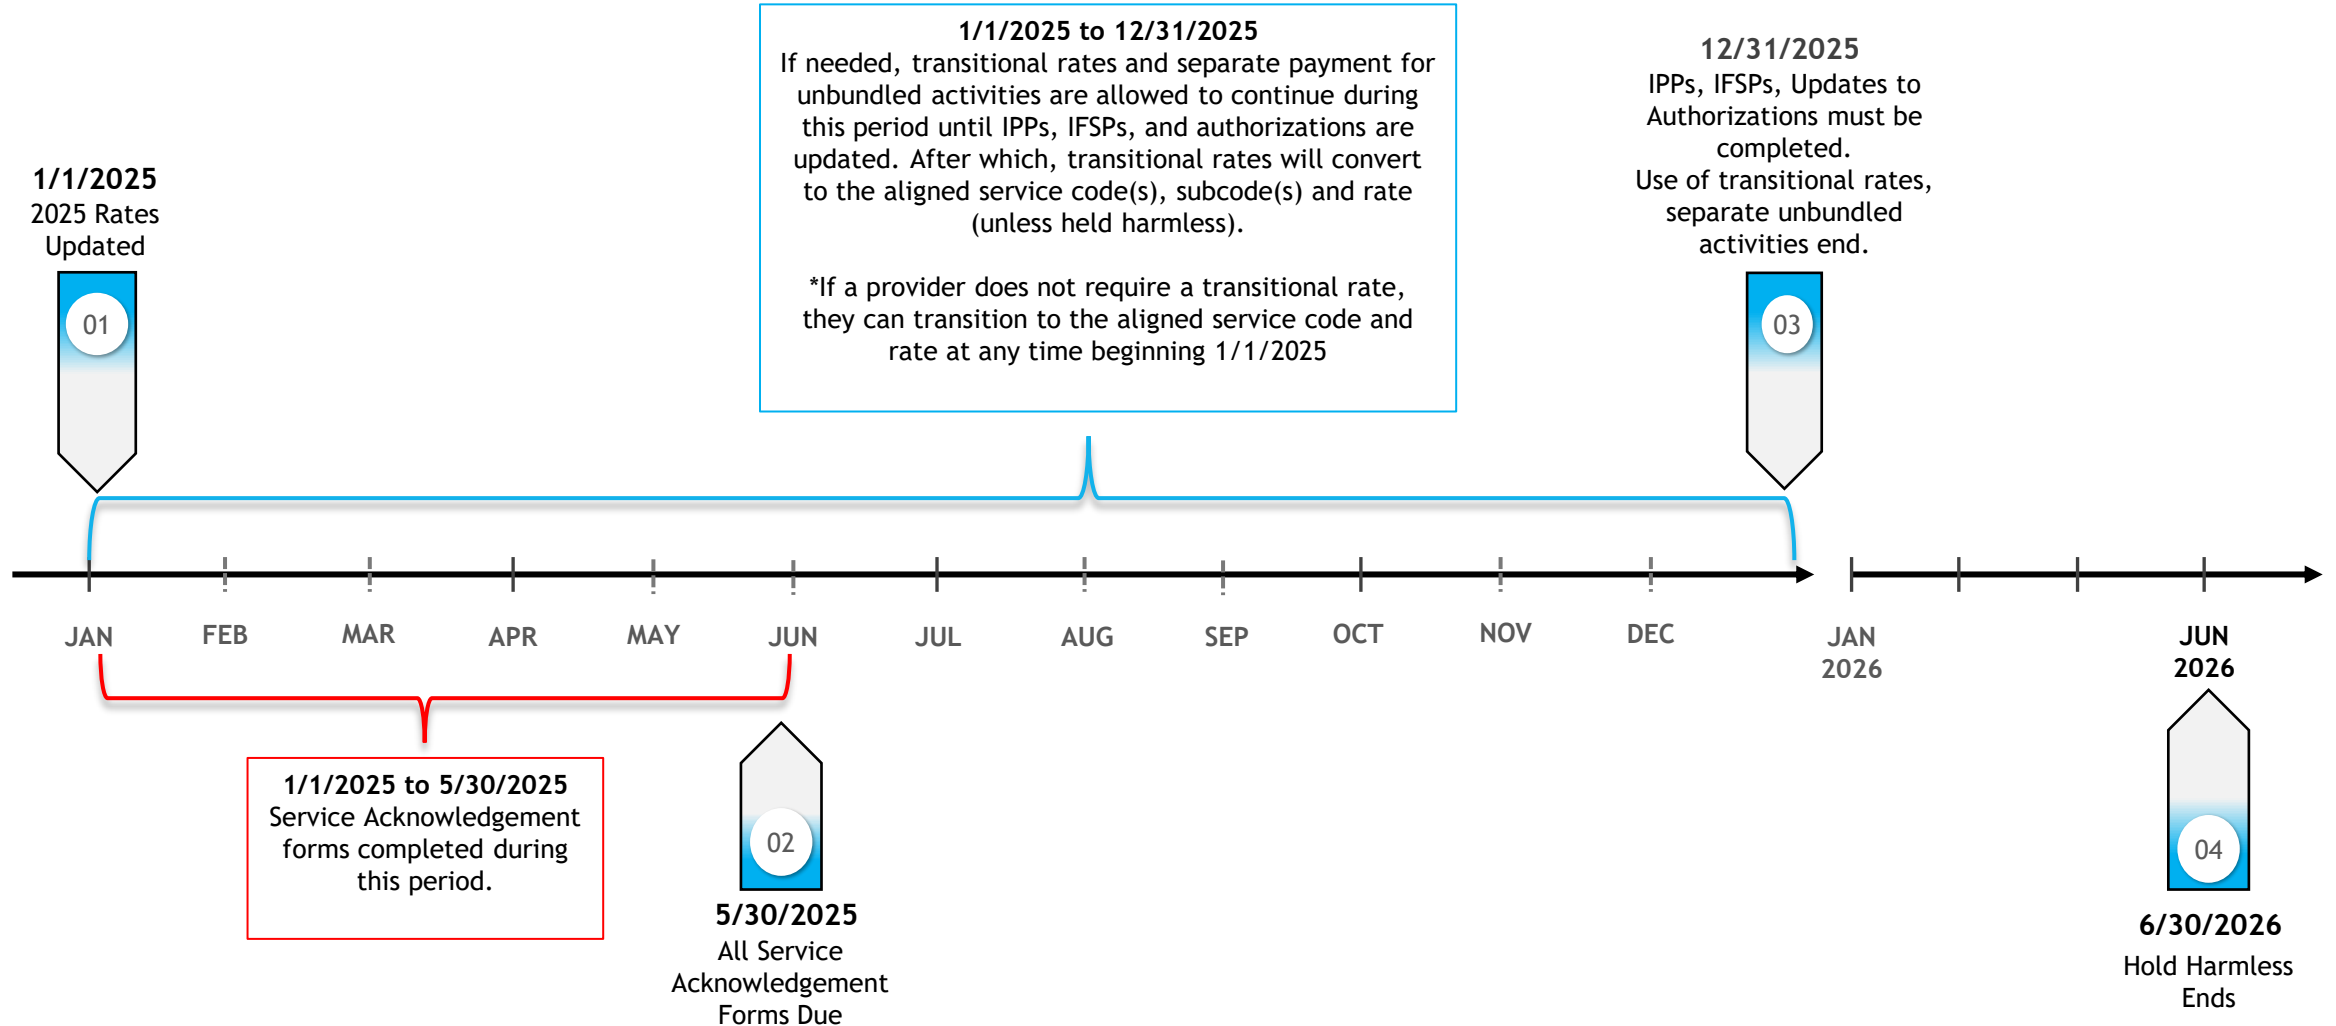 1/1/2025 to 12/31/2025
If needed, transitional rates and separate payment for
unbundled activities are allowed to continue during
this period until IPPs, IFSPs, and authorizations are
updated. After which, transitional rates will convert
to the aligned service code(s), subcode(s) and rate
(unless held harmless).
*If a provider does not require a transitional rate,
they can transition to the aligned service code and
rate at any time beginning 1/1/2025
12/31/2025
IPPs, IFSPs, Updates to
Authorizations must be
completed.
Use of transitional rates,
separate unbundled
activities end.
1/1/2025
2025 Rates
Updated
01
03
JAN
FEB
MAR
APR
MAY
JUN
JUL
AUG
SEP
OCT
NOV
DEC
JAN
2026
JUN
2026
1/1/2025 to 5/30/2025
Service Acknowledgement
forms completed during
this period.
02
5/30/2025
All Service
Acknowledgement
Forms Due
04
6/30/2026
Hold Harmless
Ends